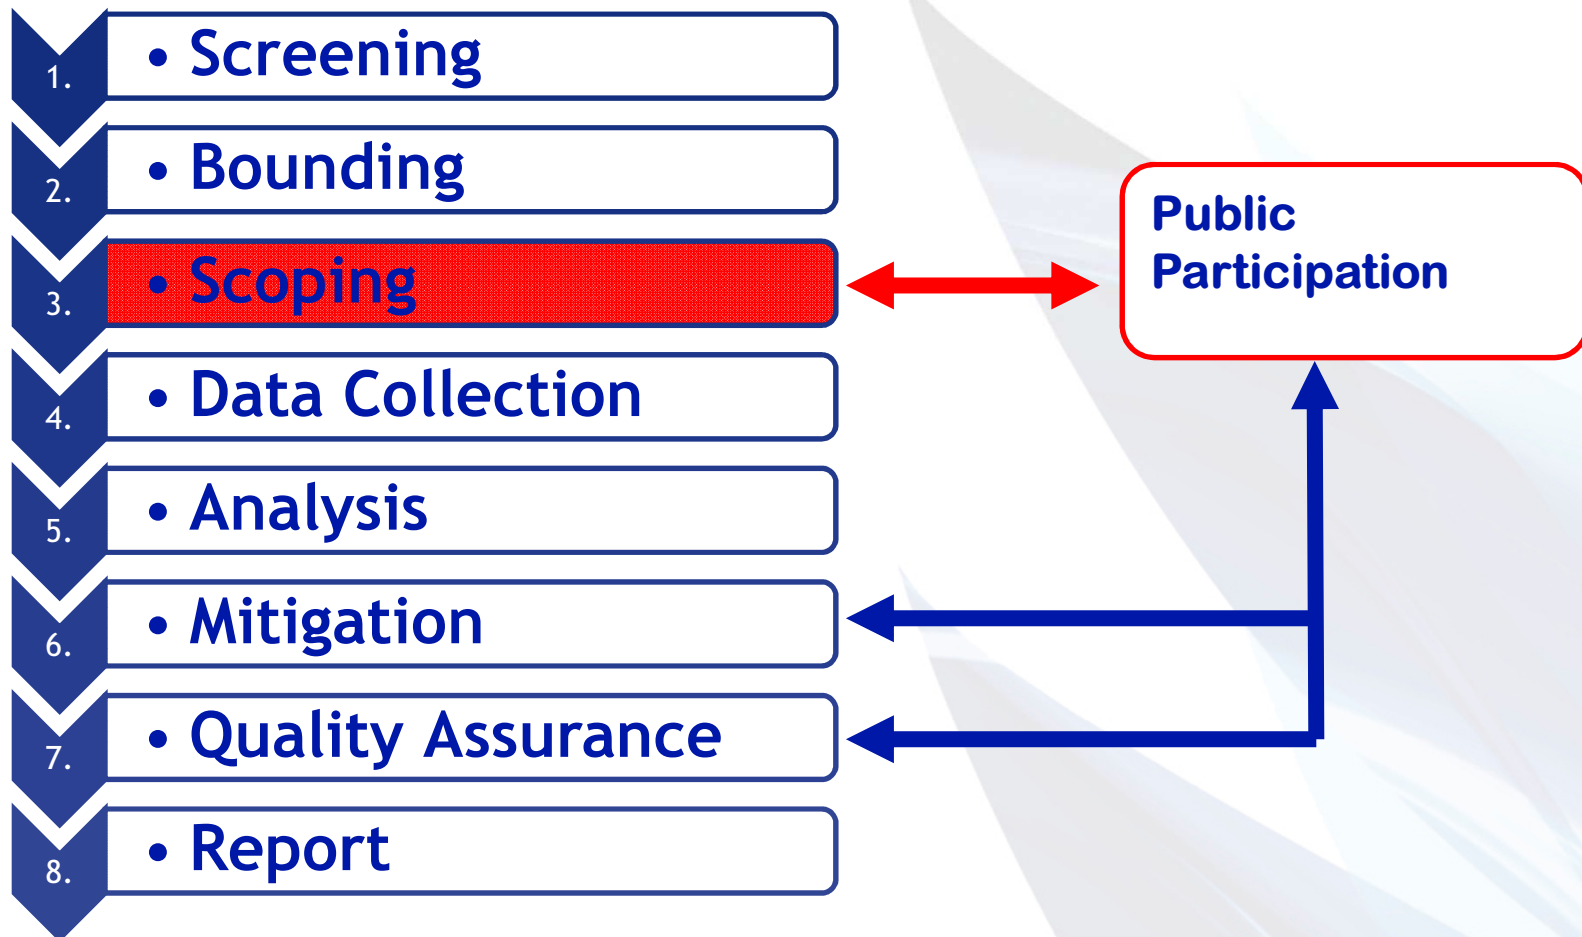 1.
• Screening
2.
• Bounding
3.
• Scoping
Public
Participation
4.
• Data Collection
5.
• Analysis
6.
• Mitigation
7.
• Quality Assurance
8.
• Report